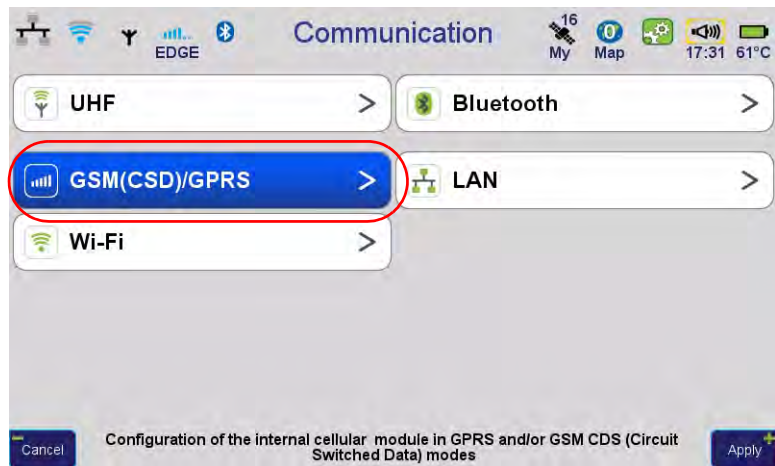 EDGE
Communication
16
My
0
Map
17:31
61°C
UHF >
Bluetooth >
GSM(CSD)/GPRS >
LAN >
Wi-Fi >
Cancel
Configuration of the internal cellular module in GPRS and/or GSM CDS (Circuit
Switched Data) modes
Apply